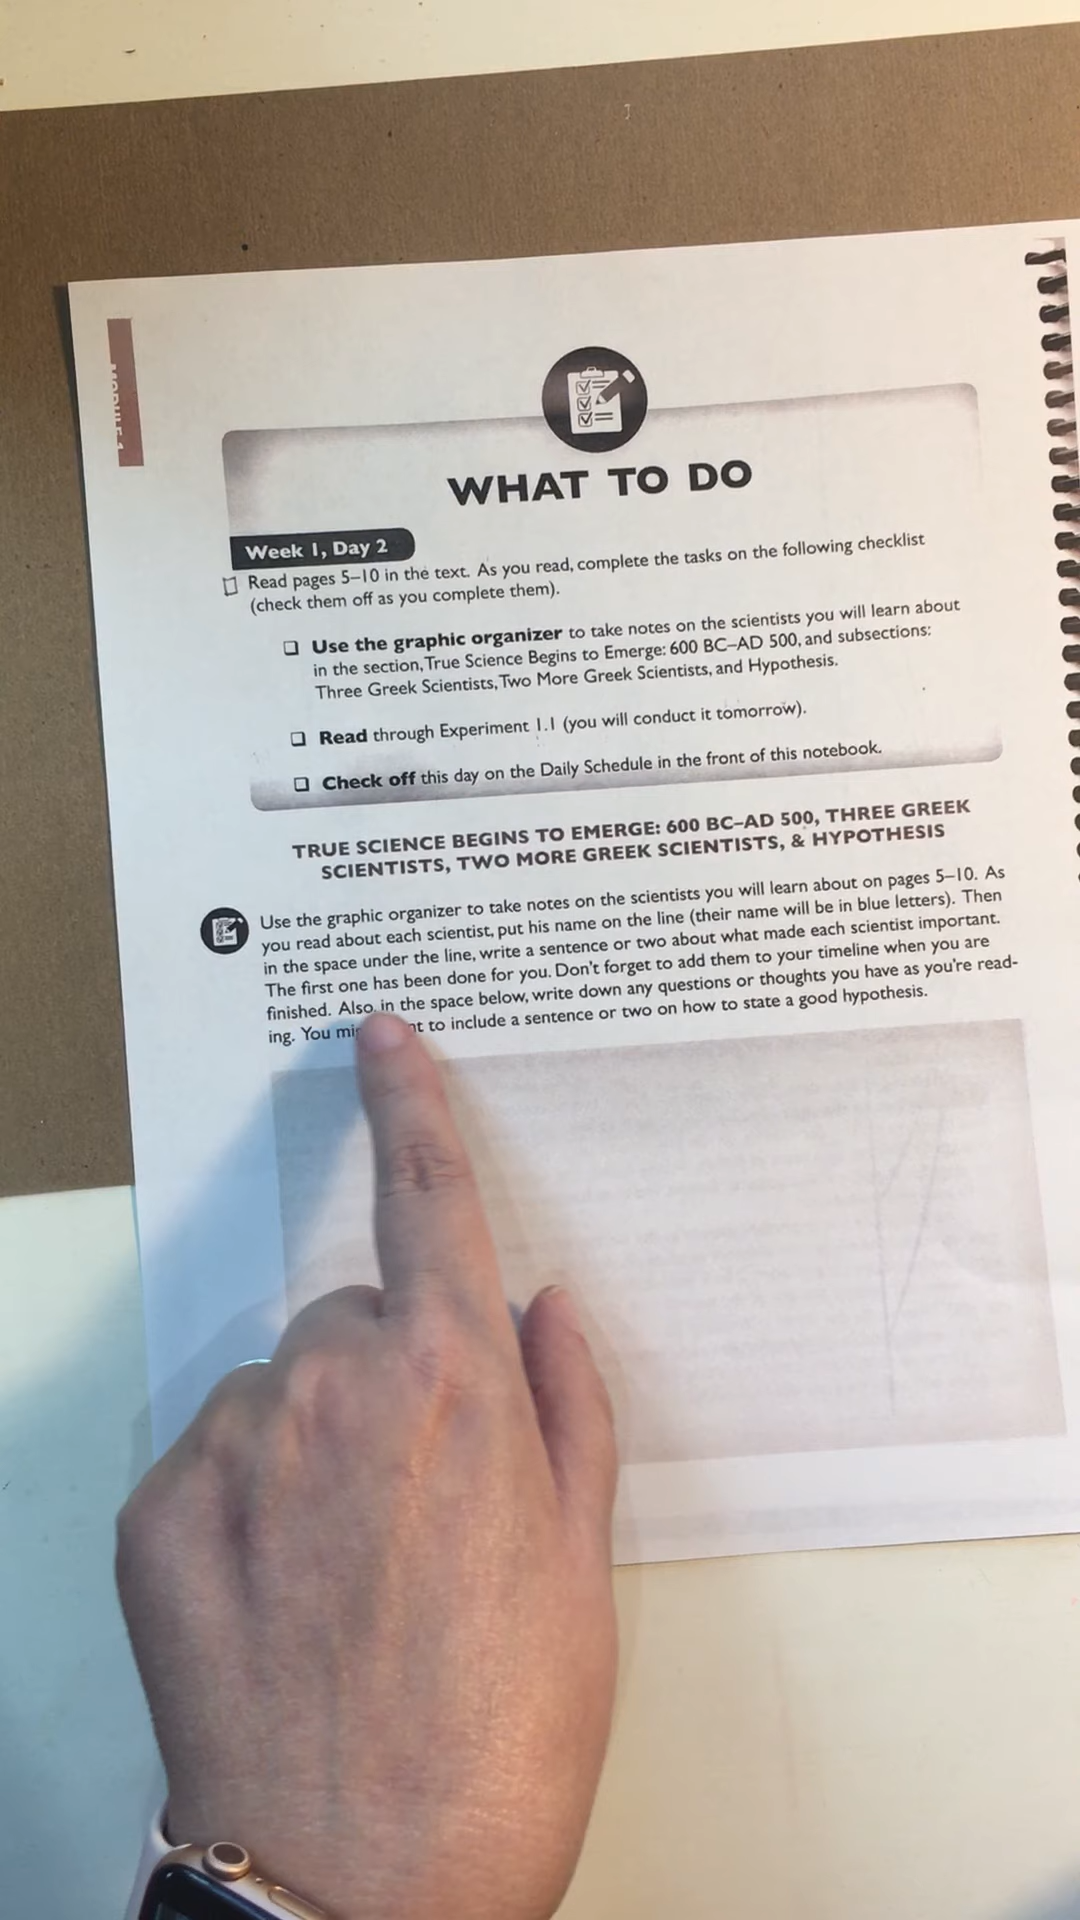 MODULE 1
WHAT TO DO
Week 1, Day 2
Read pages 5–10 in the text. As you read, complete the tasks on the following checklist
(check them off as you complete them).
Use the graphic organizer to take notes on the scientists you will learn about
in the section, True Science Begins to Emerge: 600 BC–AD 500, and subsections:
Three Greek Scientists, Two More Greek Scientists, and Hypothesis.
Read through Experiment 1.1 (you will conduct it tomorrow).
Check off this day on the Daily Schedule in the front of this notebook.
TRUE SCIENCE BEGINS TO EMERGE: 600 BC–AD 500, THREE GREEK
SCIENTISTS, TWO MORE GREEK SCIENTISTS, & HYPOTHESIS
Use the graphic organizer to take notes on the scientists you will learn about on pages 5–10. As
you read about each scientist, put his name on the line (their name will be in blue letters). Then
in the space under the line, write a sentence or two about what made each scientist important.
The first one has been done for you. Don't forget to add them to your timeline when you are
finished. Also, in the space below, write down any questions or thoughts you have as you're read-
ing. You to include a sentence or two on how to state a good hypothesis.